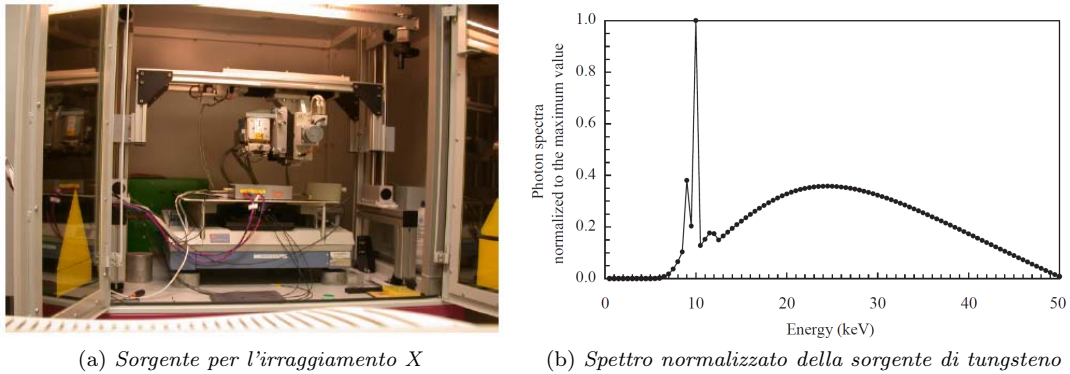 1.0
0.8
0.6
0.4
0.2
0.0
0
10
20
30
40
50
Photon spectra
normalized to the maximum value
Energy (keV)
(a) Sorgente per l'irraggiamento X
(b) Spettro normalizzato della sorgente di tungsteno